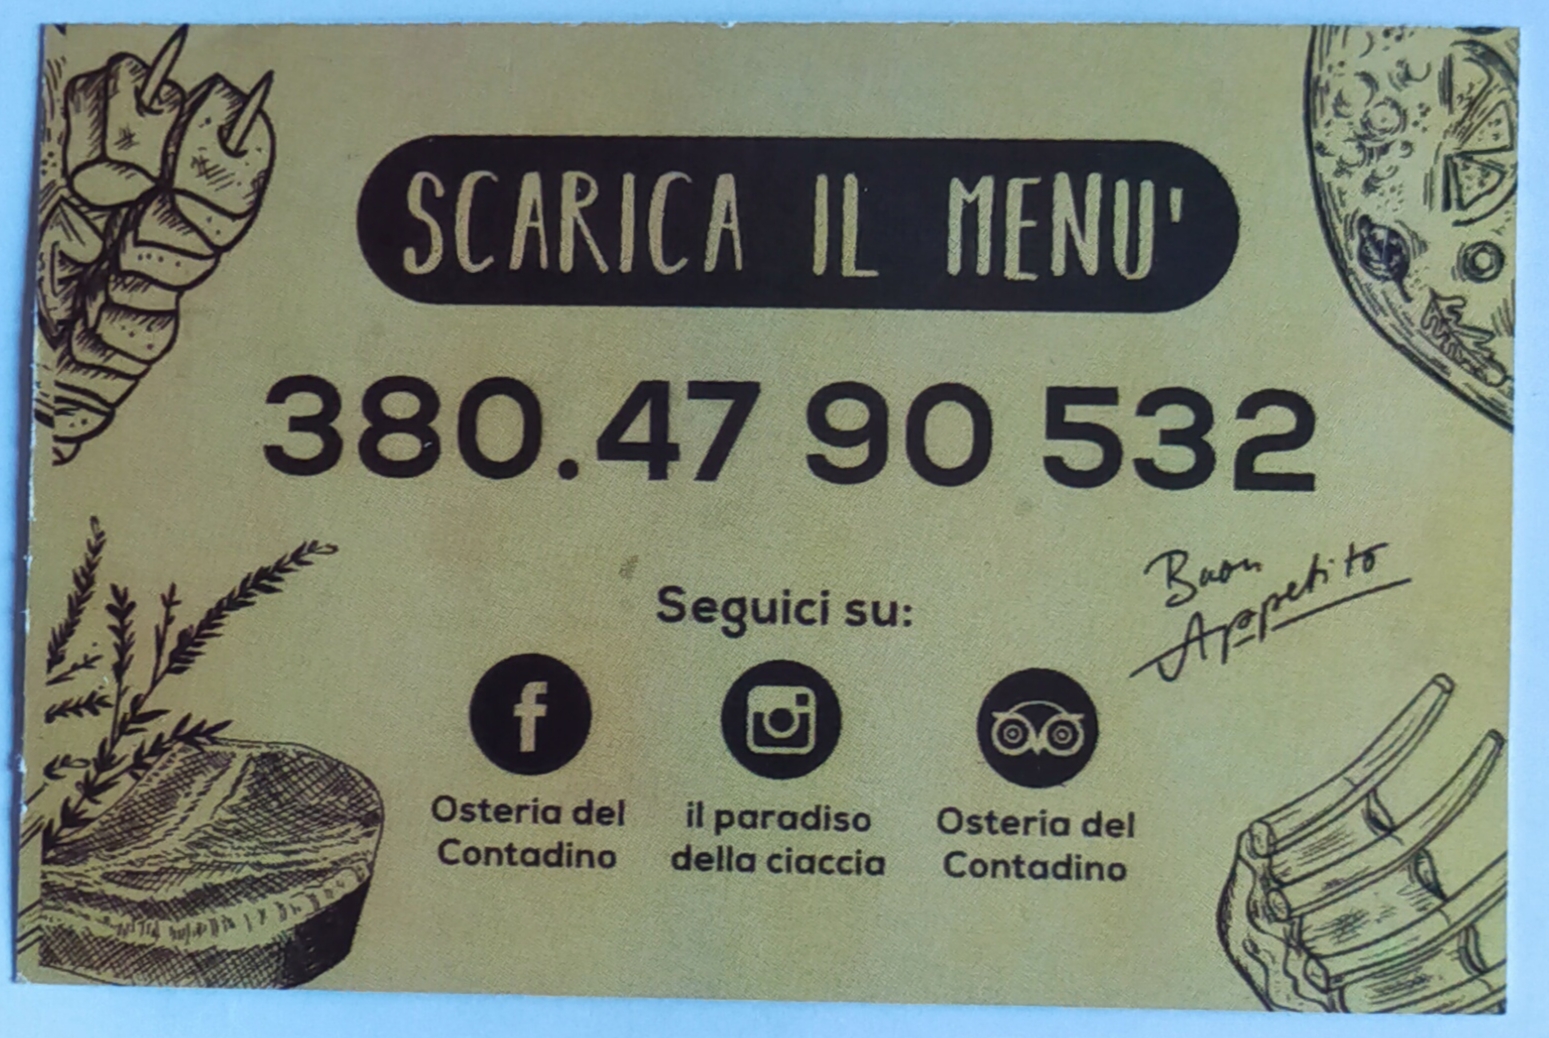 SCARICA IL MENU'
380.47 90 532
Buon
Appetito
Seguici su:
Osteria del
Contadino
il paradiso
della ciaccia
Osteria del
Contadino